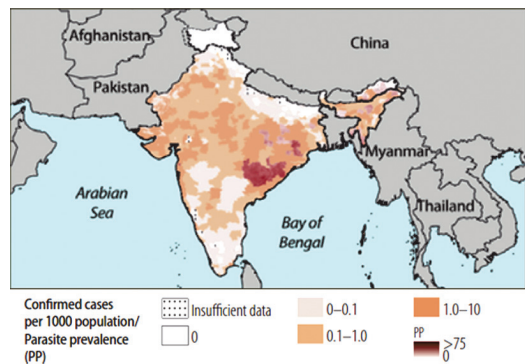 Afghanistan
China
Pakistan
Myanmar
Arabian
Sea
Bay of
Bengal
Thailand
Confirmed cases
per 1000 population/
Parasite prevalence
(PP)
Insufficient data
0
0–0.1
0.1–1.0
1.0–10
PP
>75
0